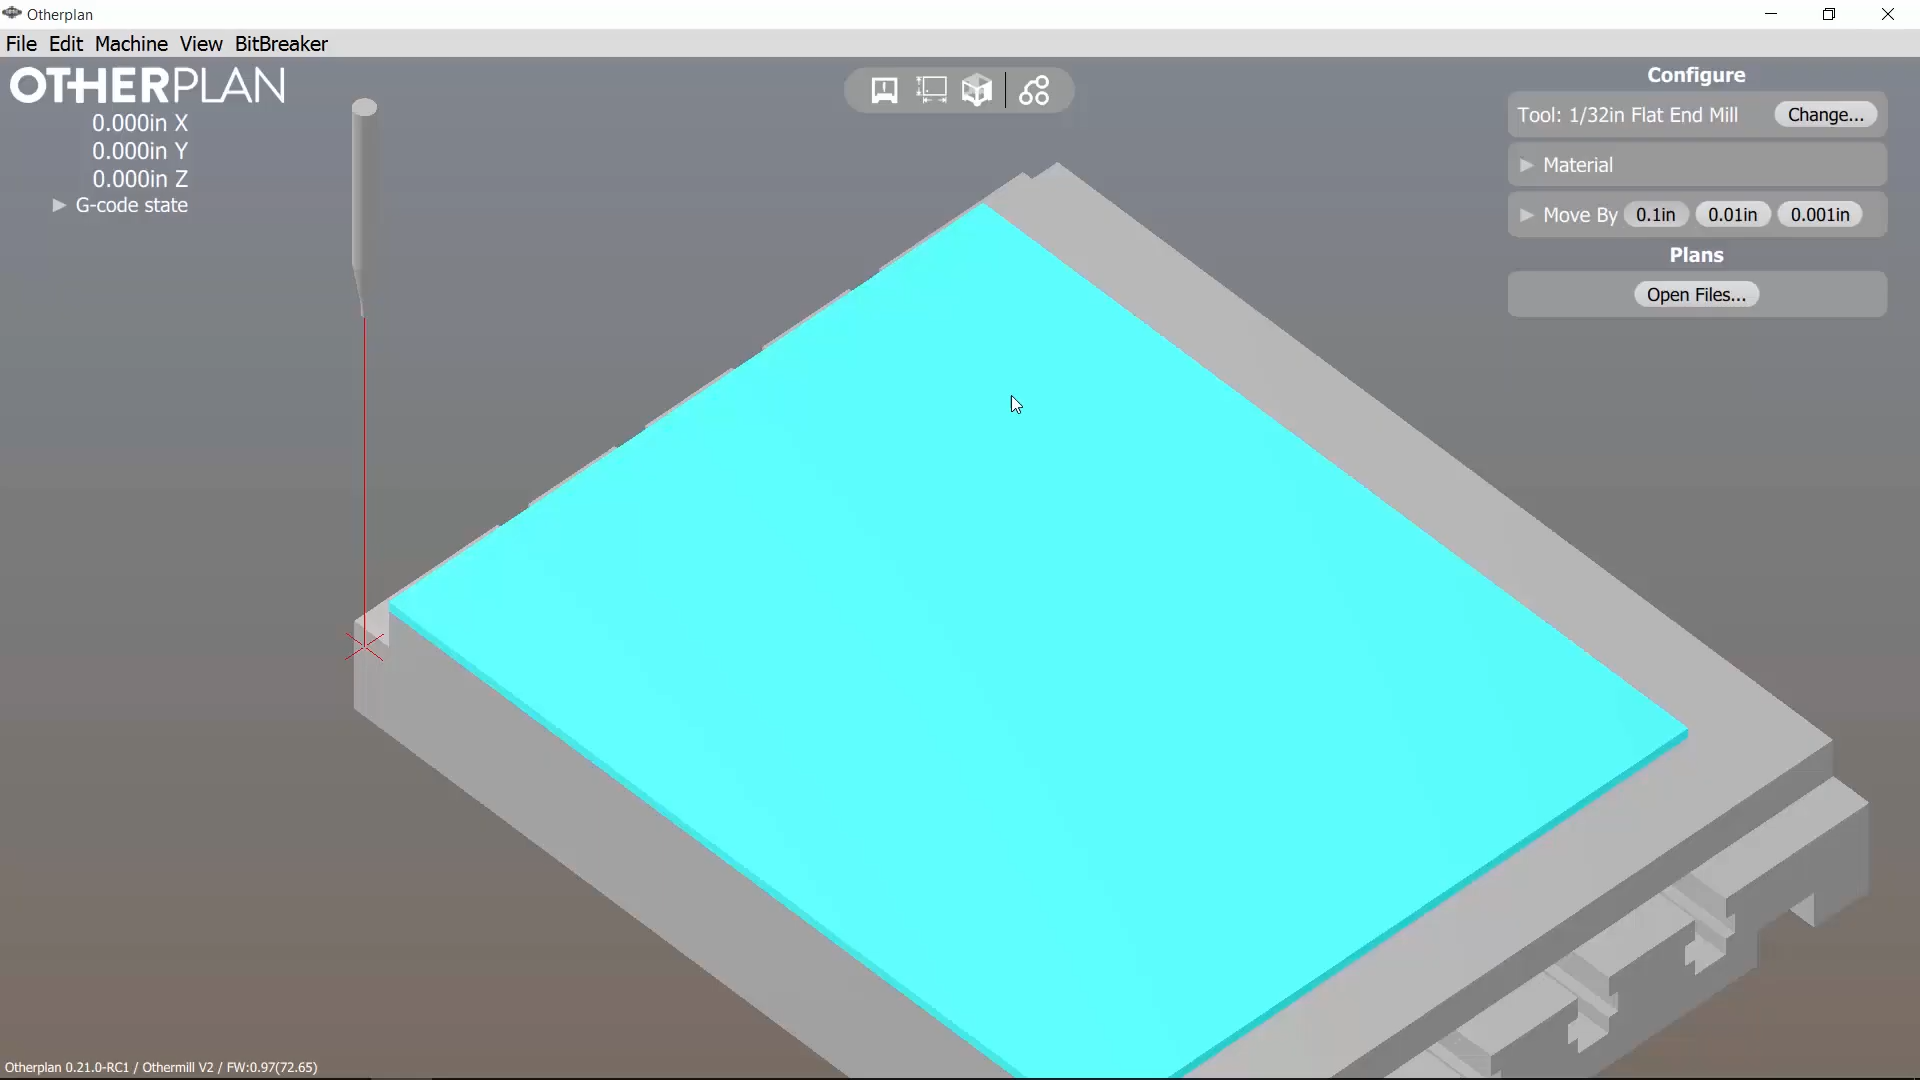 Otherplan
File Edit Machine View BitBreaker
OTHERPLAN
0.000in X
0.000in Y
0.000in Z
G-code state
Configure
Tool: 1/32in Flat End Mill Change...
Material
Move By 0.1in 0.01in 0.001in
Plans
Open Files...
Otherplan 0.21.0-RC1 / Othermill V2 / FW:0.97(72.65)